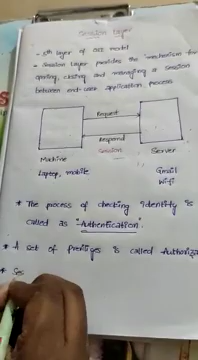 Session Layer
- 5th layer of OSI model
- Session Layer provides the mechanism for
opening, closing and managing a session
between end-user application process
Request
Respond
Session
Machine
Server
Laptop, mobile
Gmail
Wifi
* The process of checking identity is
called as "Authentication".
* A set of is called Authoriza
* Ses